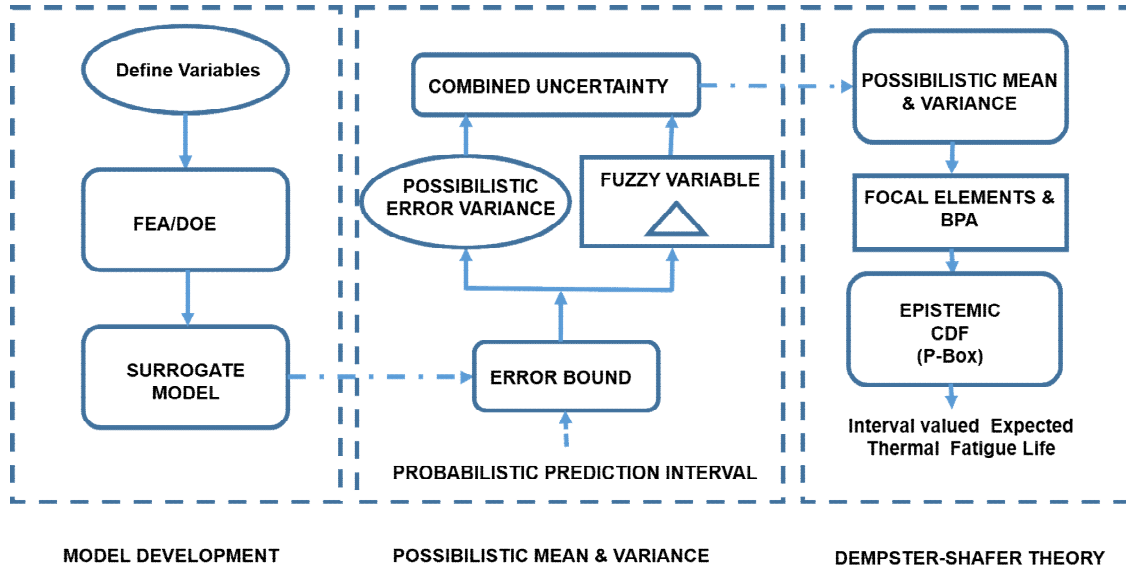 Define Variables
FEA/DOE
SURROGATE
MODEL
COMBINED UNCERTAINTY
POSSIBILISTIC
ERROR VARIANCE
FUZZY VARIABLE
ERROR BOUND
PROBABILISTIC PREDICTION INTERVAL
POSSIBILISTIC MEAN
& VARIANCE
FOCAL ELEMENTS &
BPA
EPISTEMIC
CDF
(P-Box)
Interval valued Expected
Thermal Fatigue Life
MODEL DEVELOPMENT
POSSIBILISTIC MEAN & VARIANCE
DEMPSTER-SHAFER THEORY